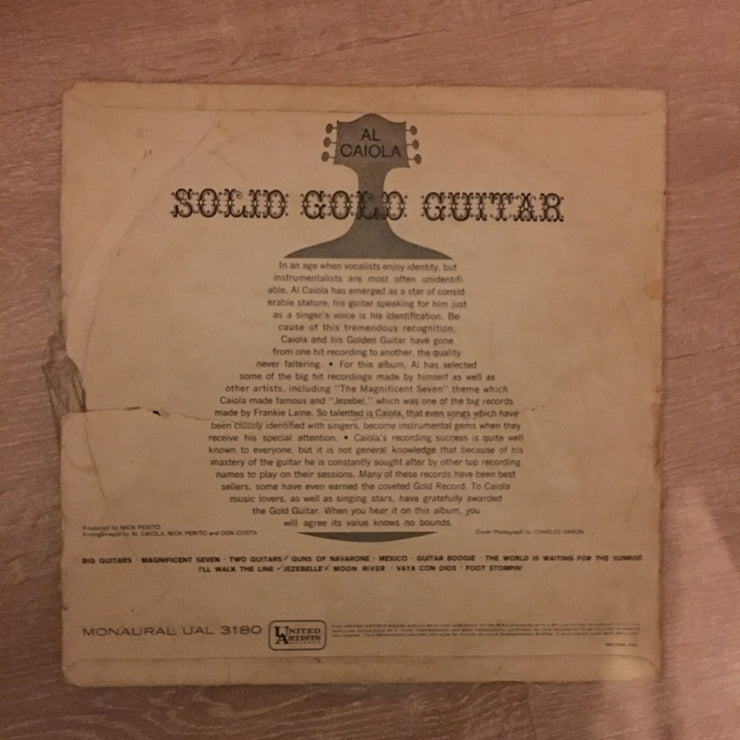 AL
CAIOLA
SOLID GOLD GUITAR
In an age when vocalists enjoy identity, but
instrumentalists are most often unidentifi-
able, Al Caiola has emerged as a star of consid-
erable stature, his guitar speaking for him just
as a singer's voice is his identification. Be-
cause of this tremendous recognition,
Caiola and his Golden Guitar have gone
from one hit recording to another, the quality
never faltering. • For this album, Al has selected
some of the big hit recordings made by himself as well as
other artists, including "The Magnificent Seven" theme which
Caiola made famous and "Jezebel," which was one of the big records
made by Frankie Laine. So talented is Caiola, that even songs which have
been closely identified with singers, become instrumental gems when they
receive his special attention. • Caiola's recording success is quite well
known to everyone, but it is not general knowledge that because of his
mastery of the guitar he is constantly sought after by other top recording
names to play on their sessions. Many of these records have been best
sellers, some have even earned the coveted Gold Record. To Caiola
music lovers, as well as singing stars, have gratefully awarded
the Gold Guitar. When you hear it on this album, you
will agree its value knows no bounds.
Produced by NICK PERITO
Arrangements by AL CAIOLA, NICK PERITO and DON COSTA
Cover Photograph by CHARLES VARON
BIG GUITARS • MAGNIFICENT SEVEN • TWO GUITARS • GUNS OF NAVARONE • MEXICO • GUITAR BOOGIE • THE WORLD IS WAITING FOR THE SUNRISE
I'LL WALK THE LINE • JEZEBELLE • MOON RIVER • VAYA CON DIOS • FOOT STOMPIN'
MONAURAL UAL 3180
UNITED
ARTISTS
RECORDS